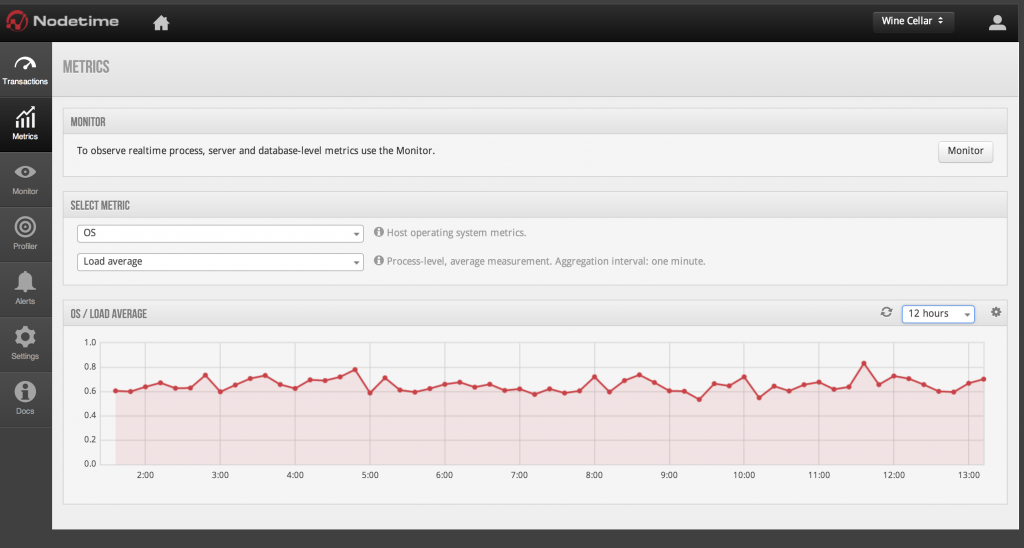 Nodetime
Wine Cellar
Transactions
Metrics
Monitor
Profiler
Alerts
Settings
Docs
METRICS
MONITOR
To observe realtime process, server and database-level metrics use the Monitor.
Monitor
SELECT METRIC
OS
Host operating system metrics.
Load average
Process-level, average measurement. Aggregation interval: one minute.
OS / LOAD AVERAGE
12 hours
1.0
0.8
0.6
0.4
0.2
0.0
2:00 3:00 4:00 5:00 6:00 7:00 8:00 9:00 10:00 11:00 12:00 13:00